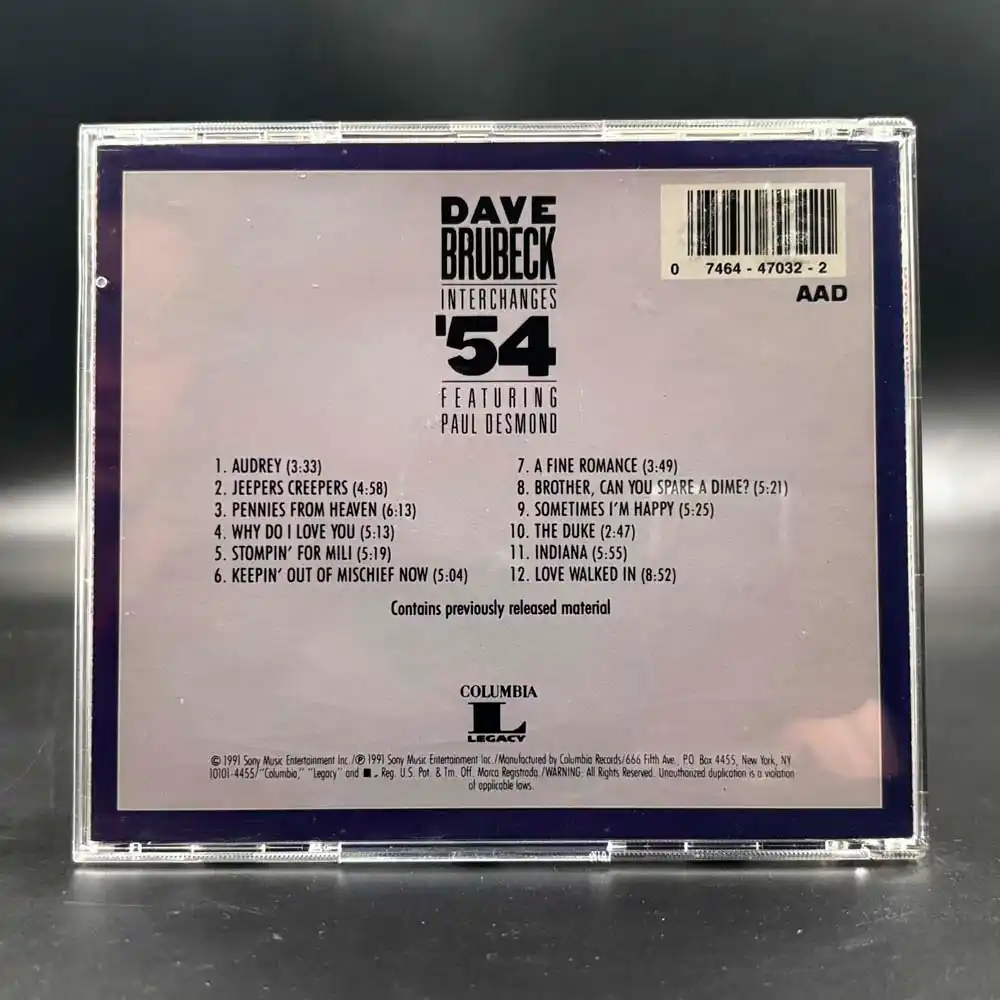 DAVE
BRUBECK
INTERCHANGES
'54
FEATURING
PAUL DESMOND
0 7464 - 47032 - 2
AAD
1. AUDREY (3:33)
2. JEEPERS CREEPERS (4:58)
3. PENNIES FROM HEAVEN (6:13)
4. WHY DO I LOVE YOU (5:13)
5. STOMPIN' FOR MILI (5:19)
6. KEEPIN' OUT OF MISCHIEF NOW (5:04)
7. A FINE ROMANCE (3:49)
8. BROTHER, CAN YOU SPARE A DIME? (5:21)
9. SOMETIMES I'M HAPPY (5:25)
10. THE DUKE (2:47)
11. INDIANA (5:55)
12. LOVE WALKED IN (8:52)
Contains previously released material
COLUMBIA
L
LEGACY
© 1991 Sony Music Entertainment Inc./℗ 1991 Sony Music Entertainment Inc./Manufactured by Columbia Records/666 Fifth Ave., P.O. Box 4455, New York, NY
10101-4455/"Columbia," "Legacy" and L Reg. U.S. Pat. & Tm. Off. Marca Registrada./WARNING: All Rights Reserved. Unauthorized duplication is a violation
of applicable laws.